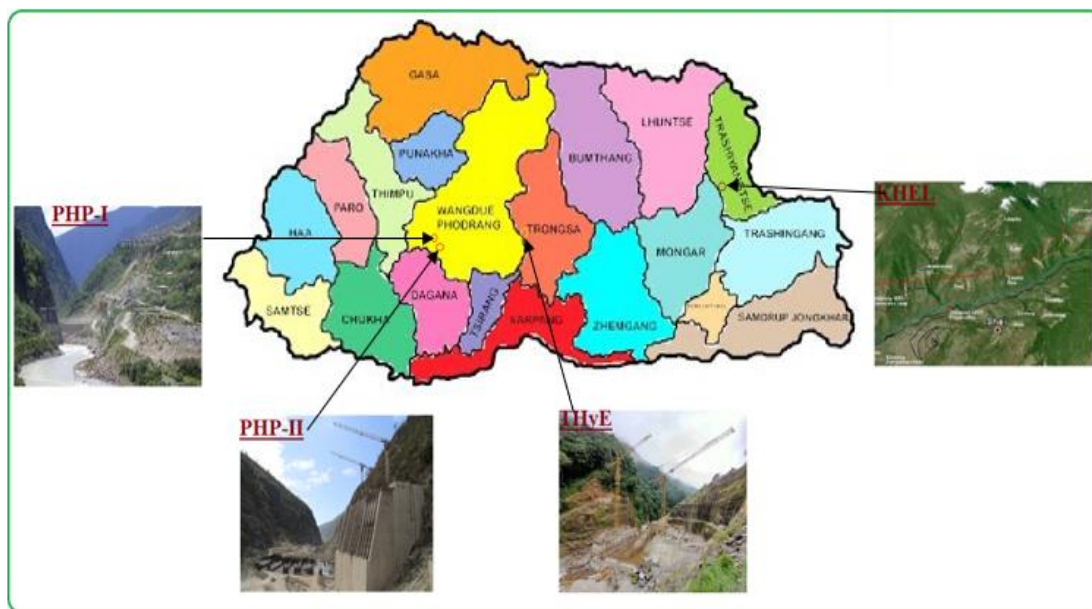 GASA
LHUNTSE
TRASHIYANGTSE
PUNAKHA
BUMTHANG
KHEL
THIMPU
PHP-I
PARO
WANGDUE
PHODRANG
HAA
TRONGSA
MONGAR
TRASHINGANG
DAGANA
SAMTSE
CHUKHA
TSIRANG
SARPANG
ZHEMGANG
SAMDRUP JONGKHAR
PHP-II
THyE